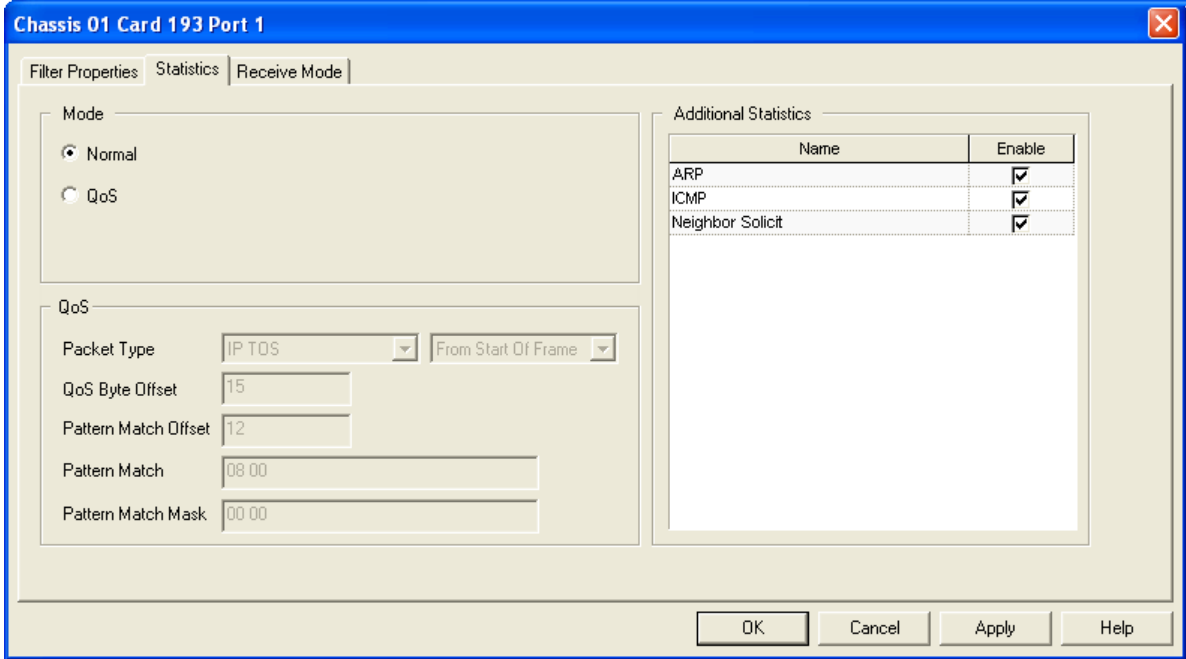 Chassis 01 Card 193 Port 1
Filter Properties Statistics Receive Mode
Mode
Normal
QoS
QoS
Packet Type IP TOS From Start Of Frame
QoS Byte Offset 15
Pattern Match Offset 12
Pattern Match 08 00
Pattern Match Mask 00 00
Additional Statistics
Name Enable
ARP
ICMP
Neighbor Solicit
OK Cancel Apply Help